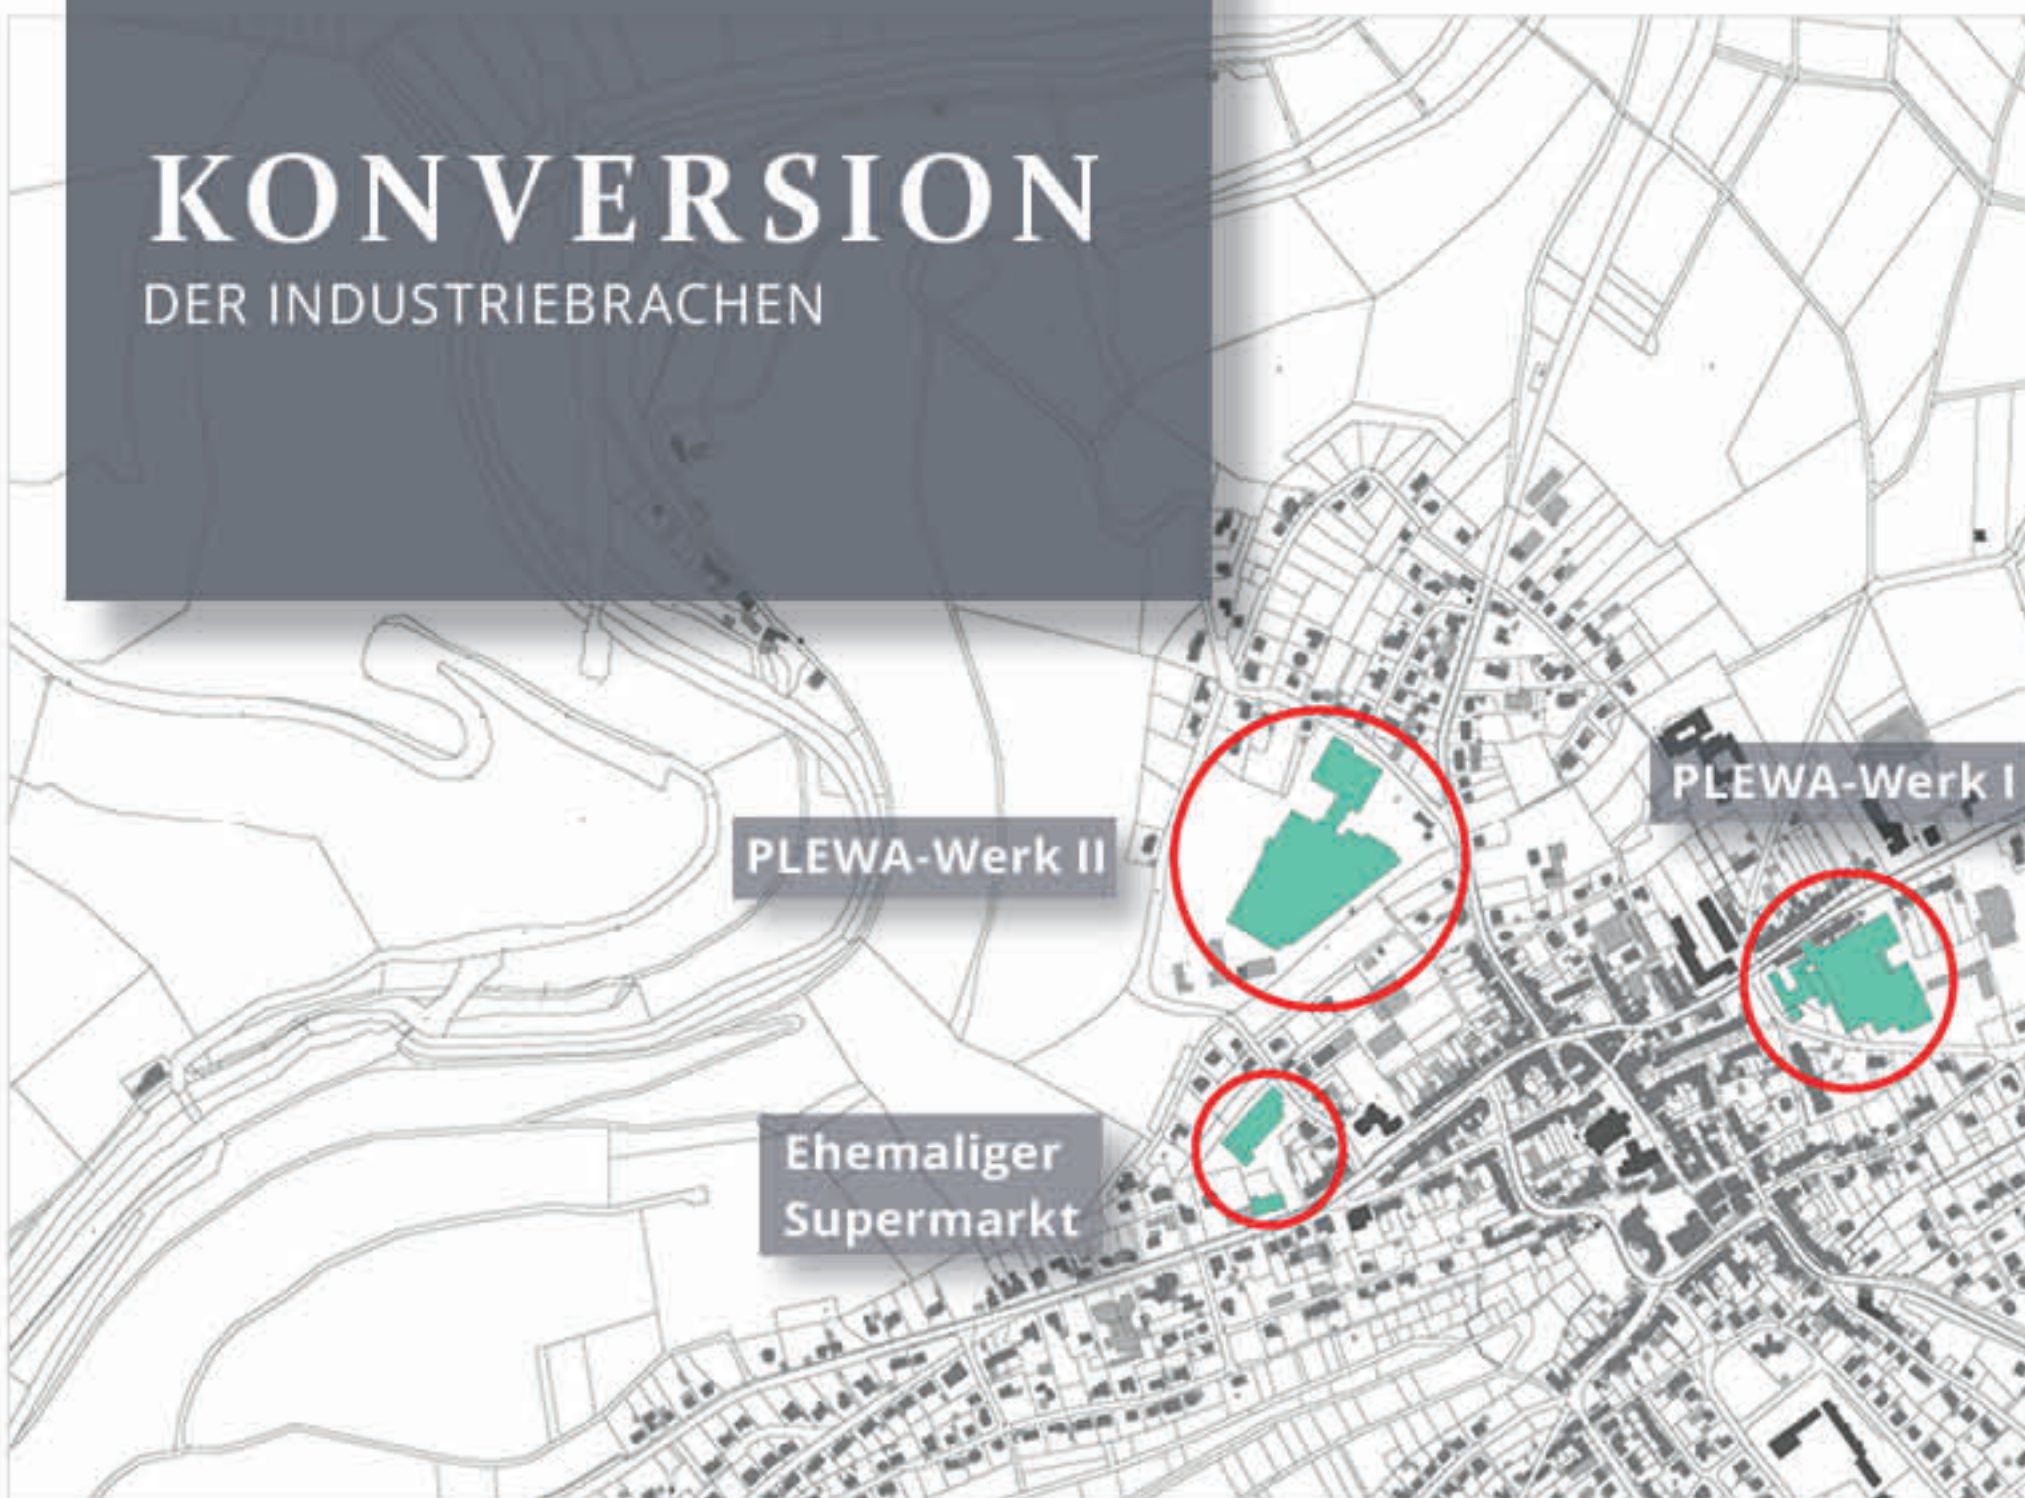 KONVERSION
DER INDUSTRIEBRACHEN
PLEWA-Werk I
PLEWA-Werk II
Ehemaliger
Supermarkt